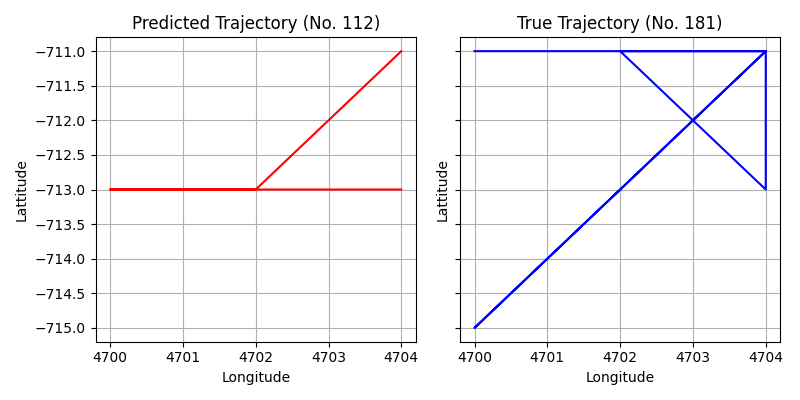 Predicted Trajectory (No. 112)
True Trajectory (No. 181)
−711.0
−711.5
−712.0
−712.5
−713.0
−713.5
−714.0
−714.5
−715.0
Lattitude
Lattitude
4700 4701 4702 4703 4704
4700 4701 4702 4703 4704
Longitude
Longitude